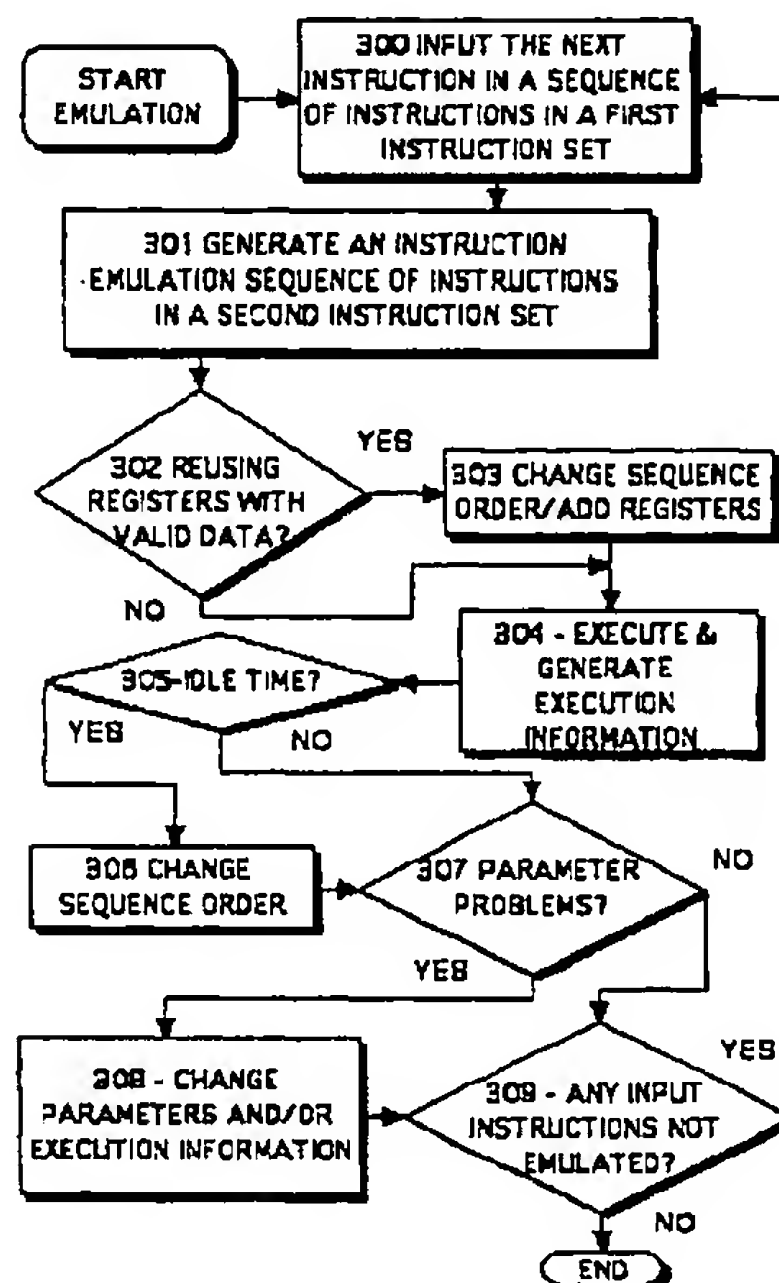 START
EMULATION
300 INPUT THE NEXT
INSTRUCTION IN A SEQUENCE
OF INSTRUCTIONS IN A FIRST
INSTRUCTION SET
301 GENERATE AN INSTRUCTION
EMULATION SEQUENCE OF INSTRUCTIONS
IN A SECOND INSTRUCTION SET
302 REUSING
REGISTERS WITH
VALID DATA?
YES
NO
303 CHANGE SEQUENCE
ORDER/ADD REGISTERS
304 - EXECUTE &
GENERATE
EXECUTION
INFORMATION
305-IDLE TIME?
YES
NO
306 CHANGE
SEQUENCE ORDER
307 PARAMETER
PROBLEMS?
NO
YES
308 - CHANGE
PARAMETERS AND/OR
EXECUTION INFORMATION
309 - ANY INPUT
INSTRUCTIONS NOT
EMULATED?
YES
NO
END